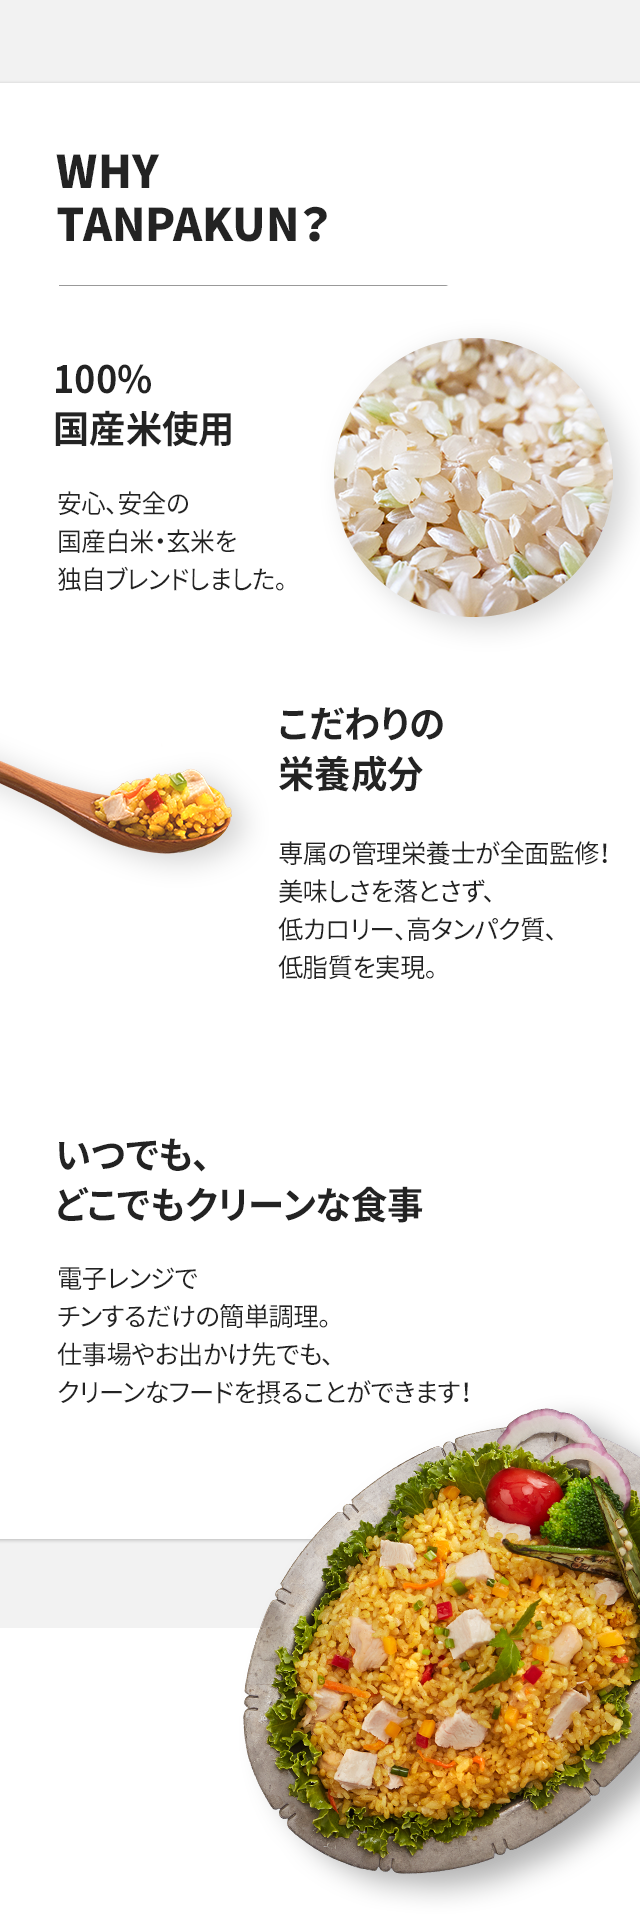 WHY
TANPAKUN？
100%
国産米使用
安心、安全の
国産白米・玄米を
独自ブレンドしました。
こだわりの
栄養成分
専属の管理栄養士が全面監修！
美味しさを落とさず、
低カロリー、高タンパク質、
低脂質を実現。
いつでも、
どこでもクリーンな食事
電子レンジで
チンするだけの簡単調理。
仕事場やお出かけ先でも、
クリーンなフードを摂ることができます！